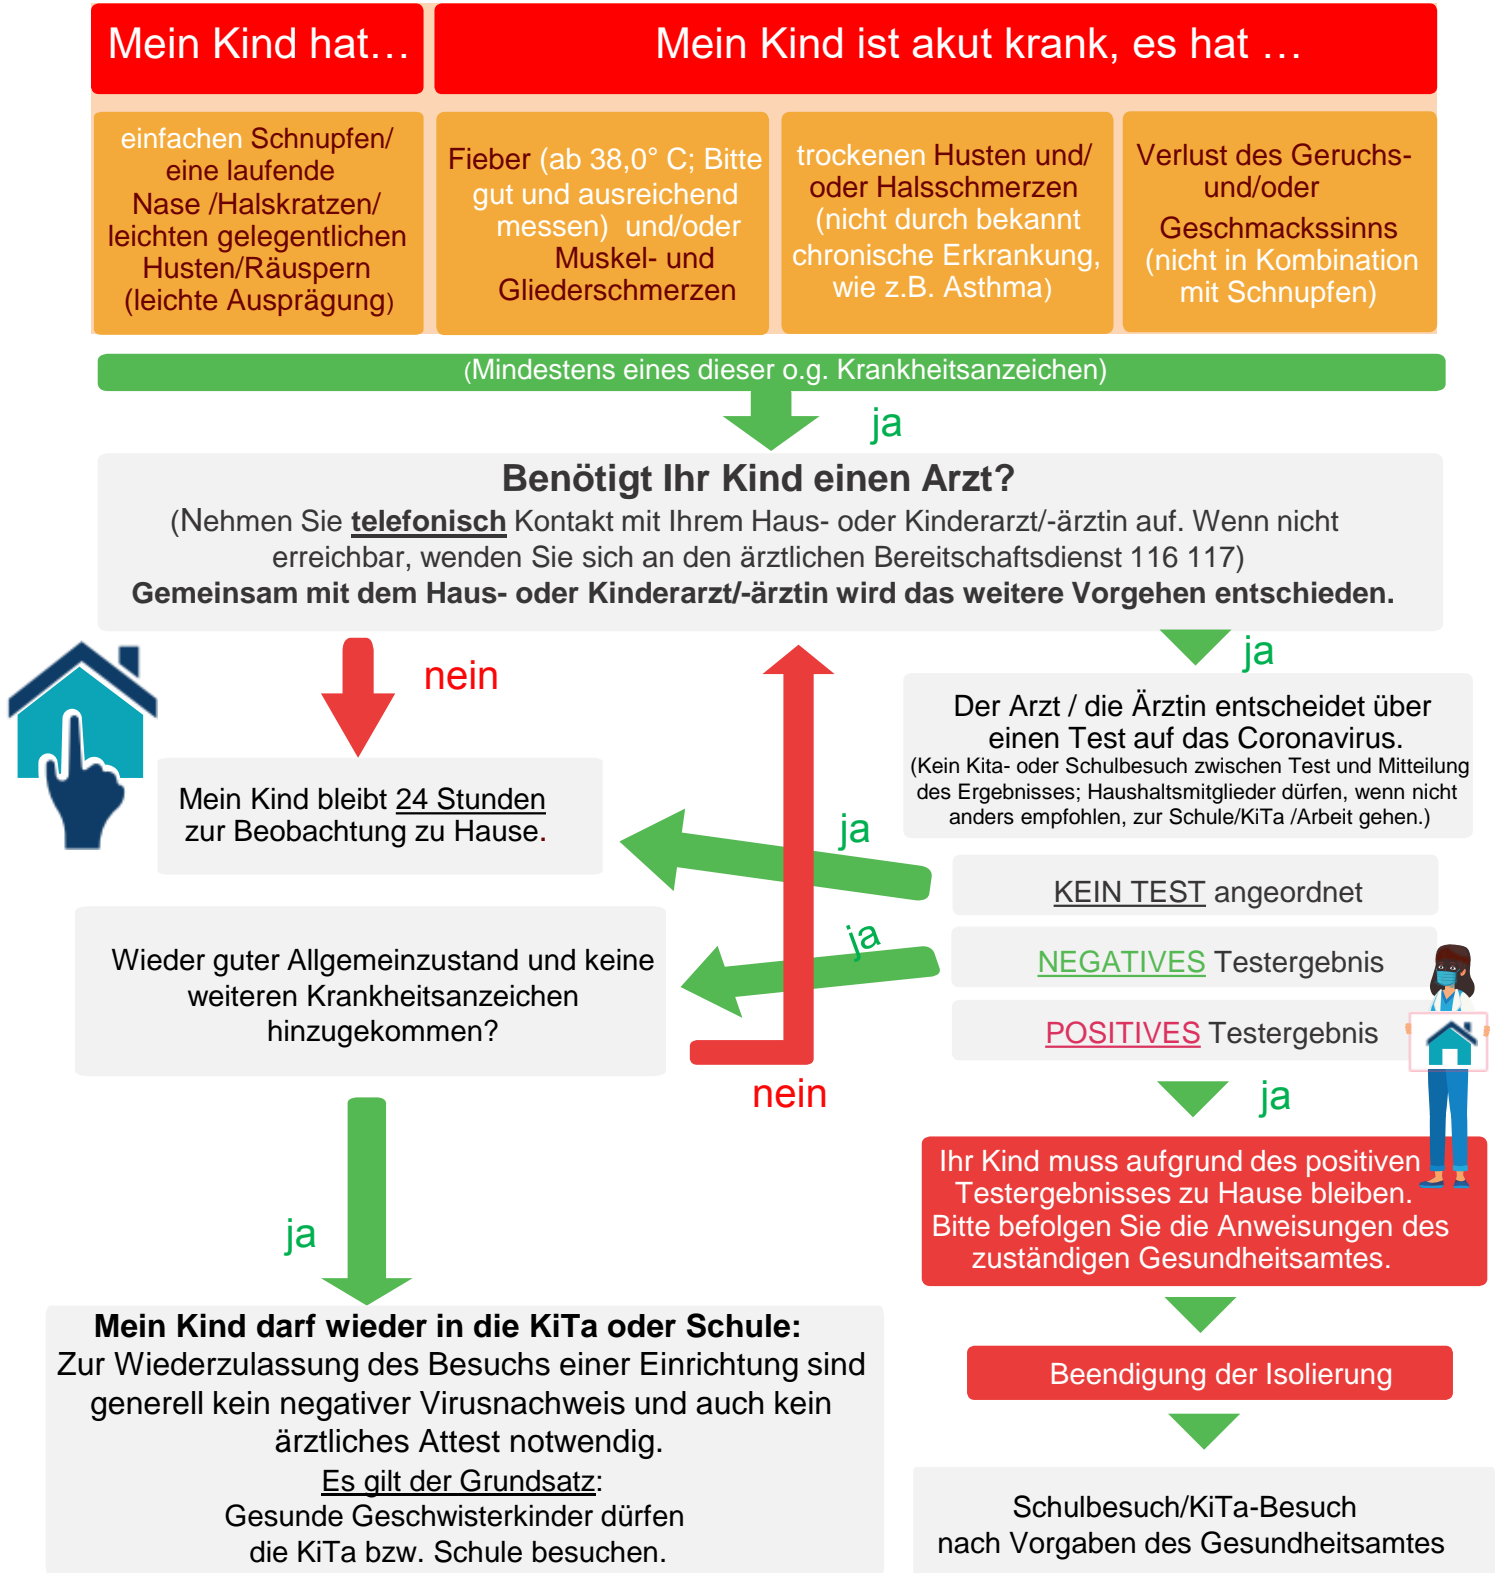 Mein Kind hat…
Mein Kind ist akut krank, es hat …
einfachen Schnupfen/
eine laufende
Nase /Halskratzen/
leichten gelegentlichen
Husten/Räuspern
(leichte Ausprägung)
Fieber (ab 38,0° C; Bitte
gut und ausreichend
messen) und/oder
Muskel- und
Gliederschmerzen
trockenen Husten und/
oder Halsschmerzen
(nicht durch bekannt
chronische Erkrankung,
wie z.B. Asthma)
Verlust des Geruchs-
und/oder
Geschmackssinns
(nicht in Kombination
mit Schnupfen)
(Mindestens eines dieser o.g. Krankheitsanzeichen)
ja
Benötigt Ihr Kind einen Arzt?
(Nehmen Sie telefonisch Kontakt mit Ihrem Haus- oder Kinderarzt/-ärztin auf. Wenn nicht
erreichbar, wenden Sie sich an den ärztlichen Bereitschaftsdienst 116 117)
Gemeinsam mit dem Haus- oder Kinderarzt/-ärztin wird das weitere Vorgehen entschieden.
nein
ja
Mein Kind bleibt 24 Stunden
zur Beobachtung zu Hause.
Der Arzt / die Ärztin entscheidet über
einen Test auf das Coronavirus.
(Kein Kita- oder Schulbesuch zwischen Test und Mitteilung
des Ergebnisses; Haushaltsmitglieder dürfen, wenn nicht
anders empfohlen, zur Schule/KiTa /Arbeit gehen.)
ja
KEIN TEST angeordnet
ja
NEGATIVES Testergebnis
POSITIVES Testergebnis
Wieder guter Allgemeinzustand und keine
weiteren Krankheitsanzeichen
hinzugekommen?
nein
ja
Ihr Kind muss aufgrund des positiven
Testergebnisses zu Hause bleiben.
Bitte befolgen Sie die Anweisungen des
zuständigen Gesundheitsamtes.
ja
Mein Kind darf wieder in die KiTa oder Schule:
Zur Wiederzulassung des Besuchs einer Einrichtung sind
generell kein negativer Virusnachweis und auch kein
ärztliches Attest notwendig.
Es gilt der Grundsatz:
Gesunde Geschwisterkinder dürfen
die KiTa bzw. Schule besuchen.
Beendigung der Isolierung
Schulbesuch/KiTa-Besuch
nach Vorgaben des Gesundheitsamtes